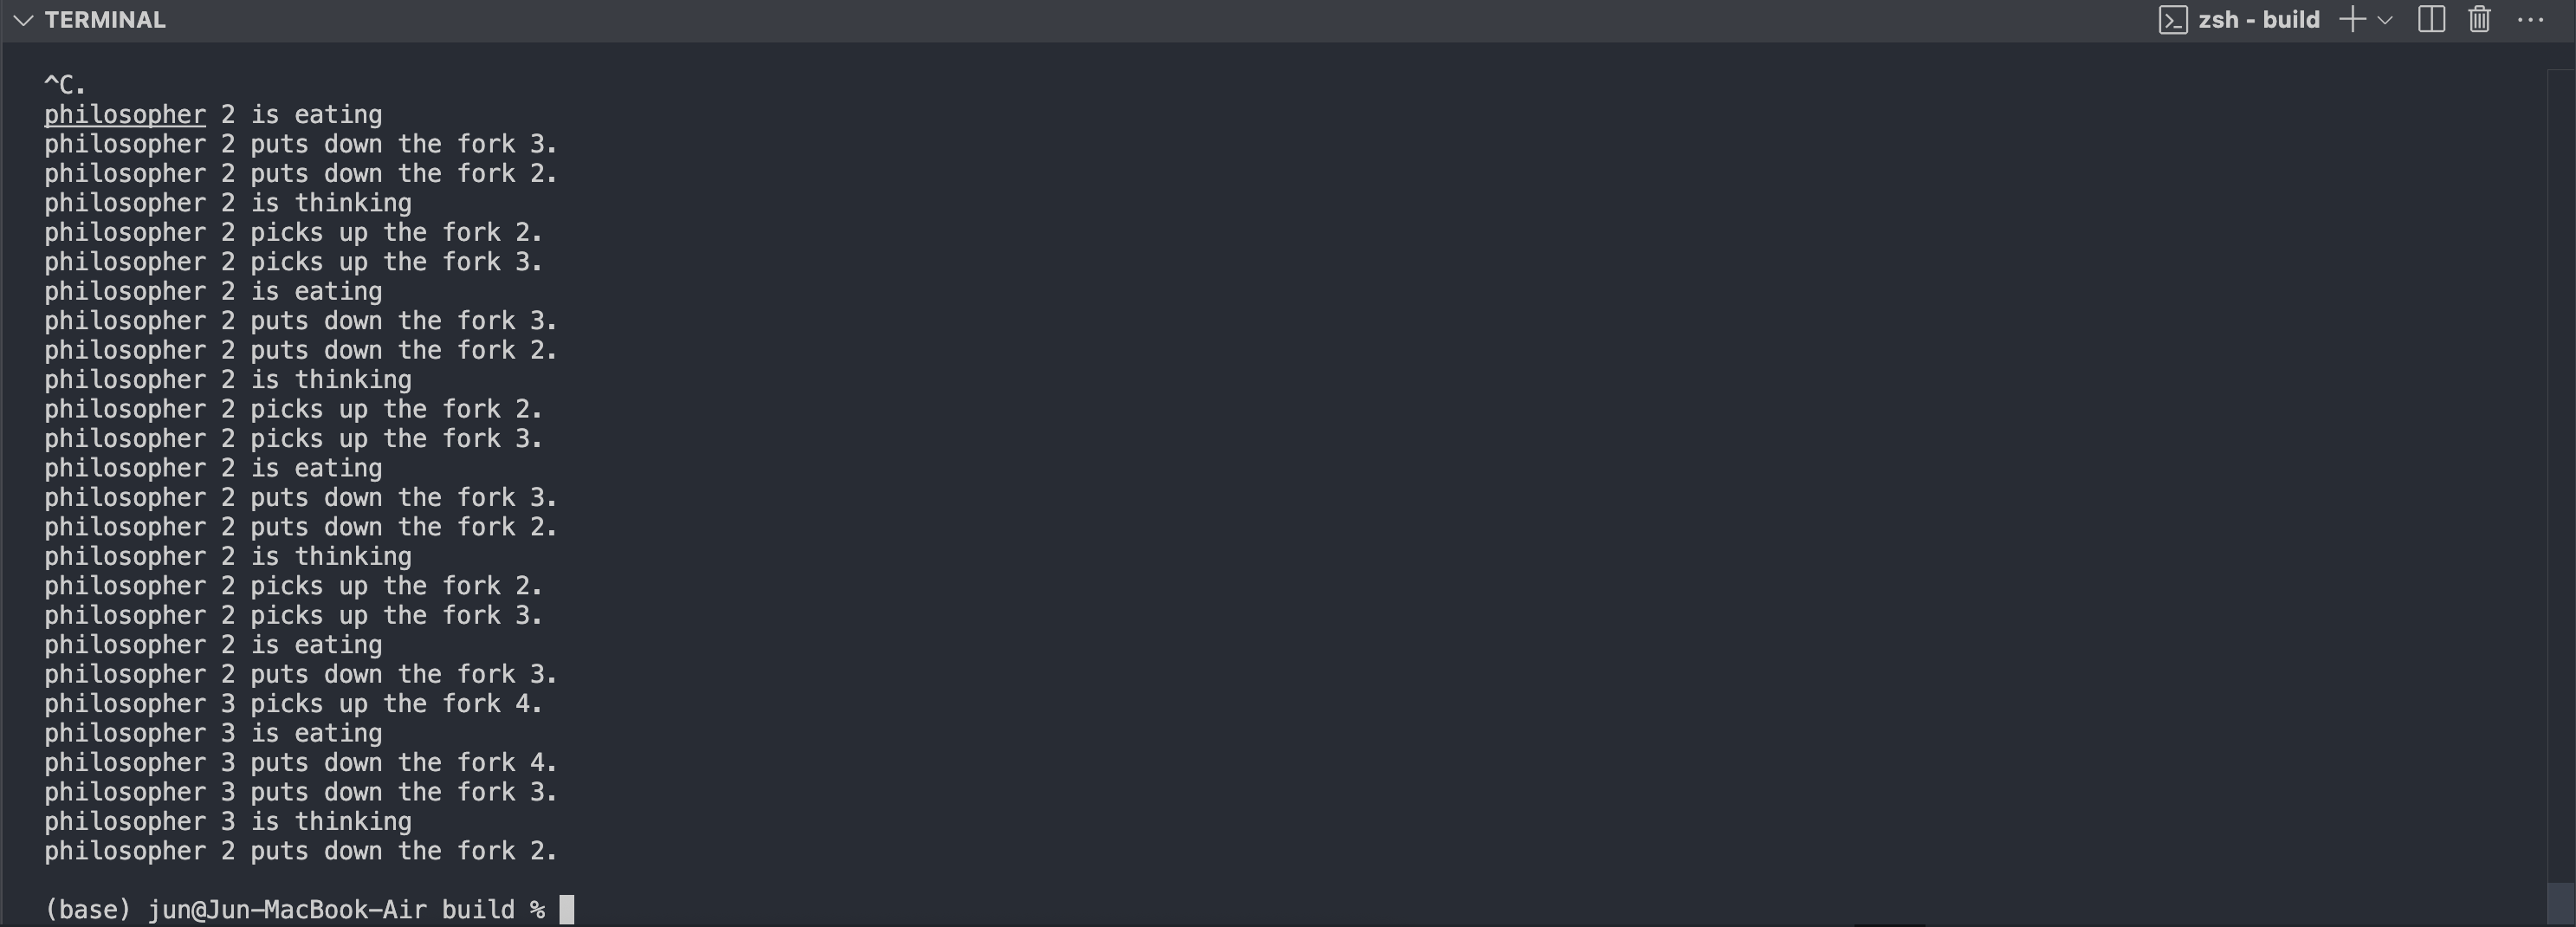 TERMINAL
zsh - build
^C.
philosopher 2 is eating
philosopher 2 puts down the fork 3.
philosopher 2 puts down the fork 2.
philosopher 2 is thinking
philosopher 2 picks up the fork 2.
philosopher 2 picks up the fork 3.
philosopher 2 is eating
philosopher 2 puts down the fork 3.
philosopher 2 puts down the fork 2.
philosopher 2 is thinking
philosopher 2 picks up the fork 2.
philosopher 2 picks up the fork 3.
philosopher 2 is eating
philosopher 2 puts down the fork 3.
philosopher 2 puts down the fork 2.
philosopher 2 is thinking
philosopher 2 picks up the fork 2.
philosopher 2 picks up the fork 3.
philosopher 2 is eating
philosopher 2 puts down the fork 3.
philosopher 3 picks up the fork 4.
philosopher 3 is eating
philosopher 3 puts down the fork 4.
philosopher 3 puts down the fork 3.
philosopher 3 is thinking
philosopher 2 puts down the fork 2.
(base) jun@Jun-MacBook-Air build %